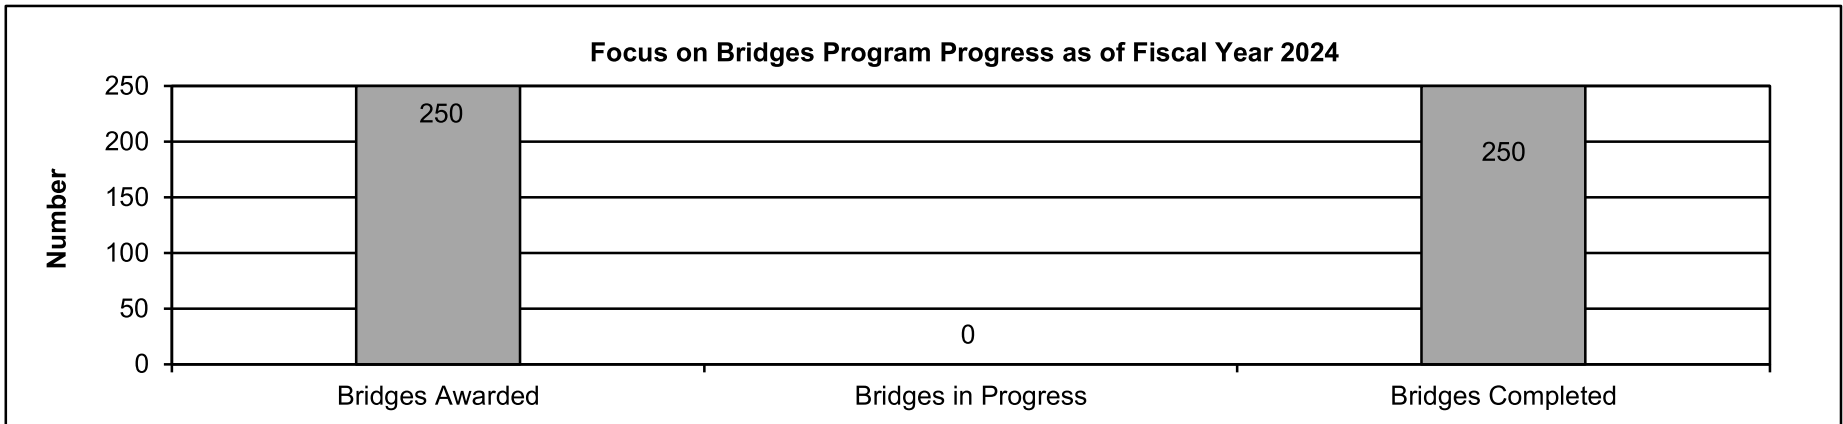 Focus on Bridges Program Progress as of Fiscal Year 2024
Number
250
200
150
100
50
0
250
0
250
Bridges Awarded
Bridges in Progress
Bridges Completed